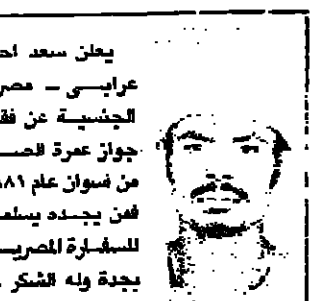 يعلن سعد احمد
عرابي - مصري
الجنسية عن فقد
جواز عمرة
من عام
فمن يجده يسلمه
للسفارة المصرية
بجدة وله الشكر .